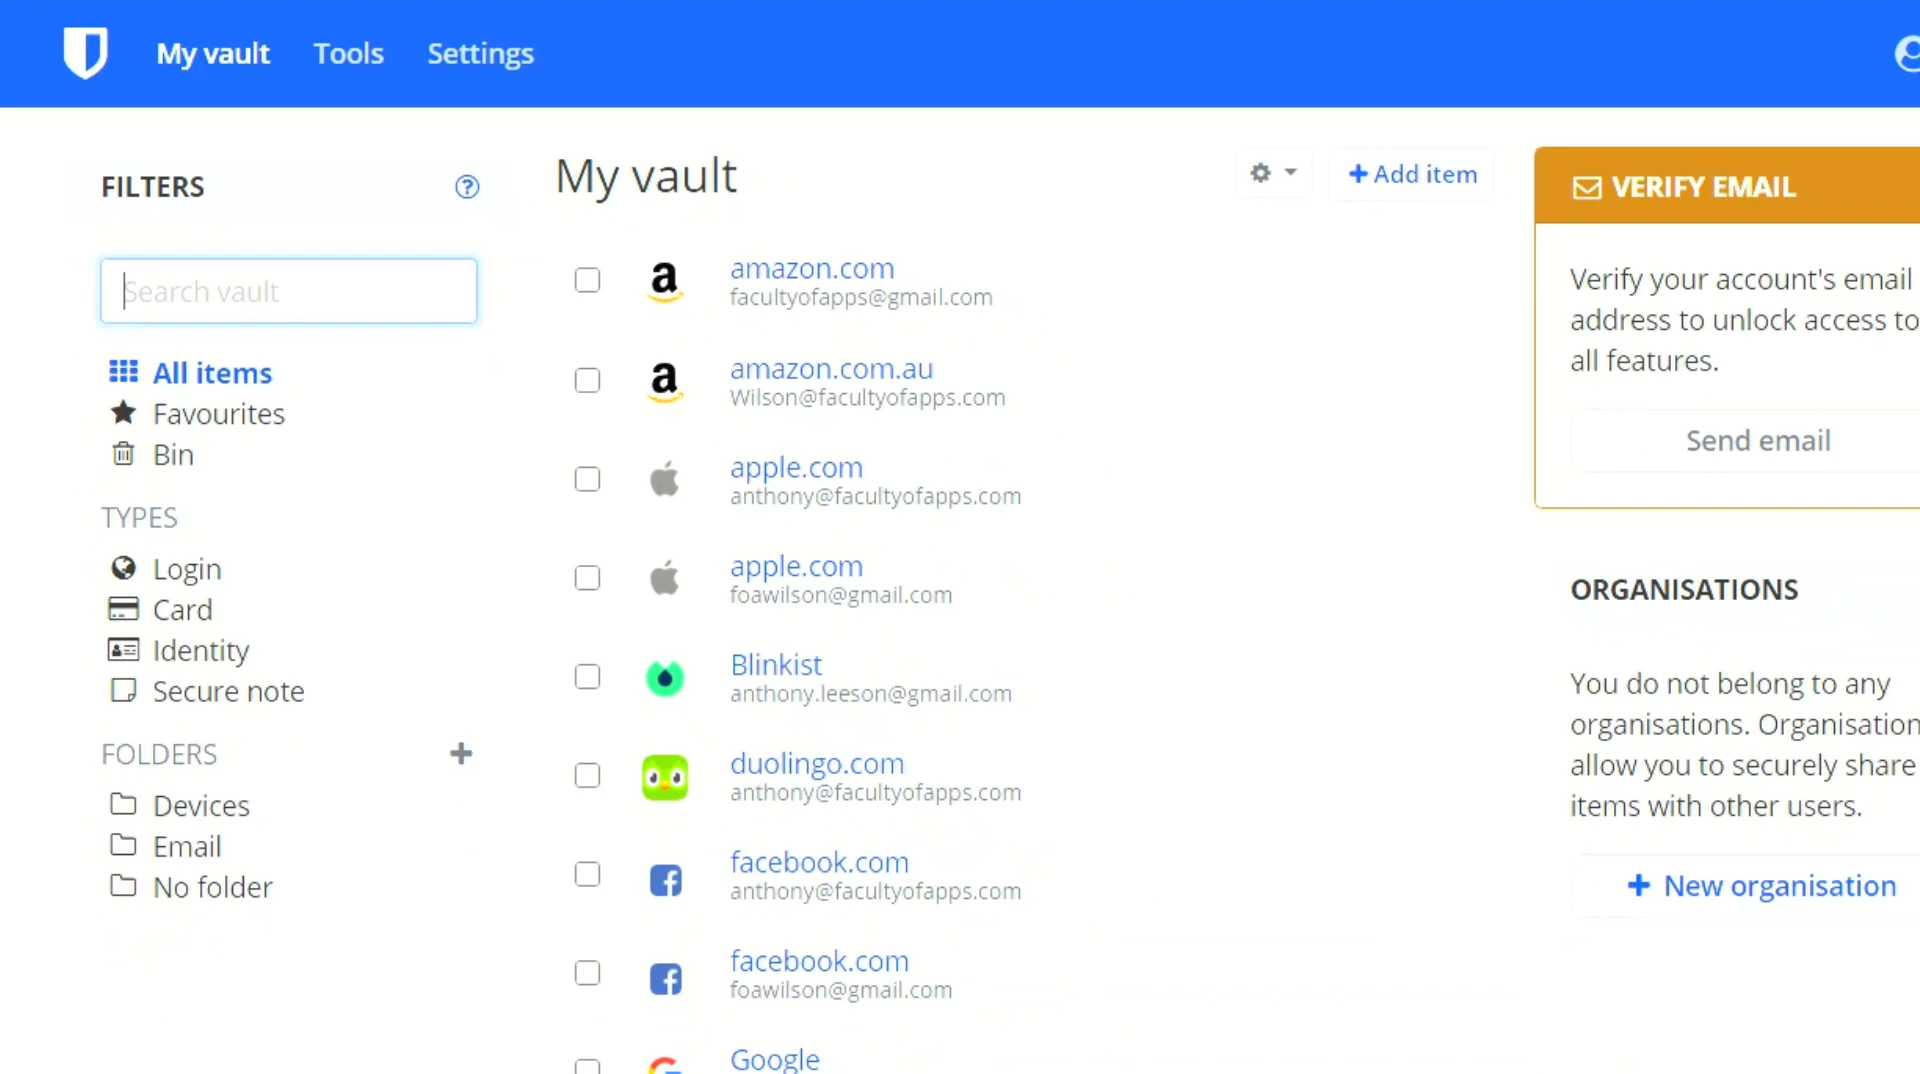 My vault
Tools
Settings
FILTERS
Search vault
All items
Favourites
Bin
TYPES
Login
Card
Identity
Secure note
FOLDERS
Devices
Email
No folder
My vault
Add item
amazon.com
facultyofapps@gmail.com
amazon.com.au
Wilson@facultyofapps.com
apple.com
anthony@facultyofapps.com
apple.com
foawilson@gmail.com
Blinkist
anthony.leeson@gmail.com
duolingo.com
anthony@facultyofapps.com
facebook.com
anthony@facultyofapps.com
facebook.com
foawilson@gmail.com
Google
VERIFY EMAIL
Verify your account's email
address to unlock access to
all features.
Send email
ORGANISATIONS
You do not belong to any
organisations. Organisation
allow you to securely share
items with other users.
New organisation